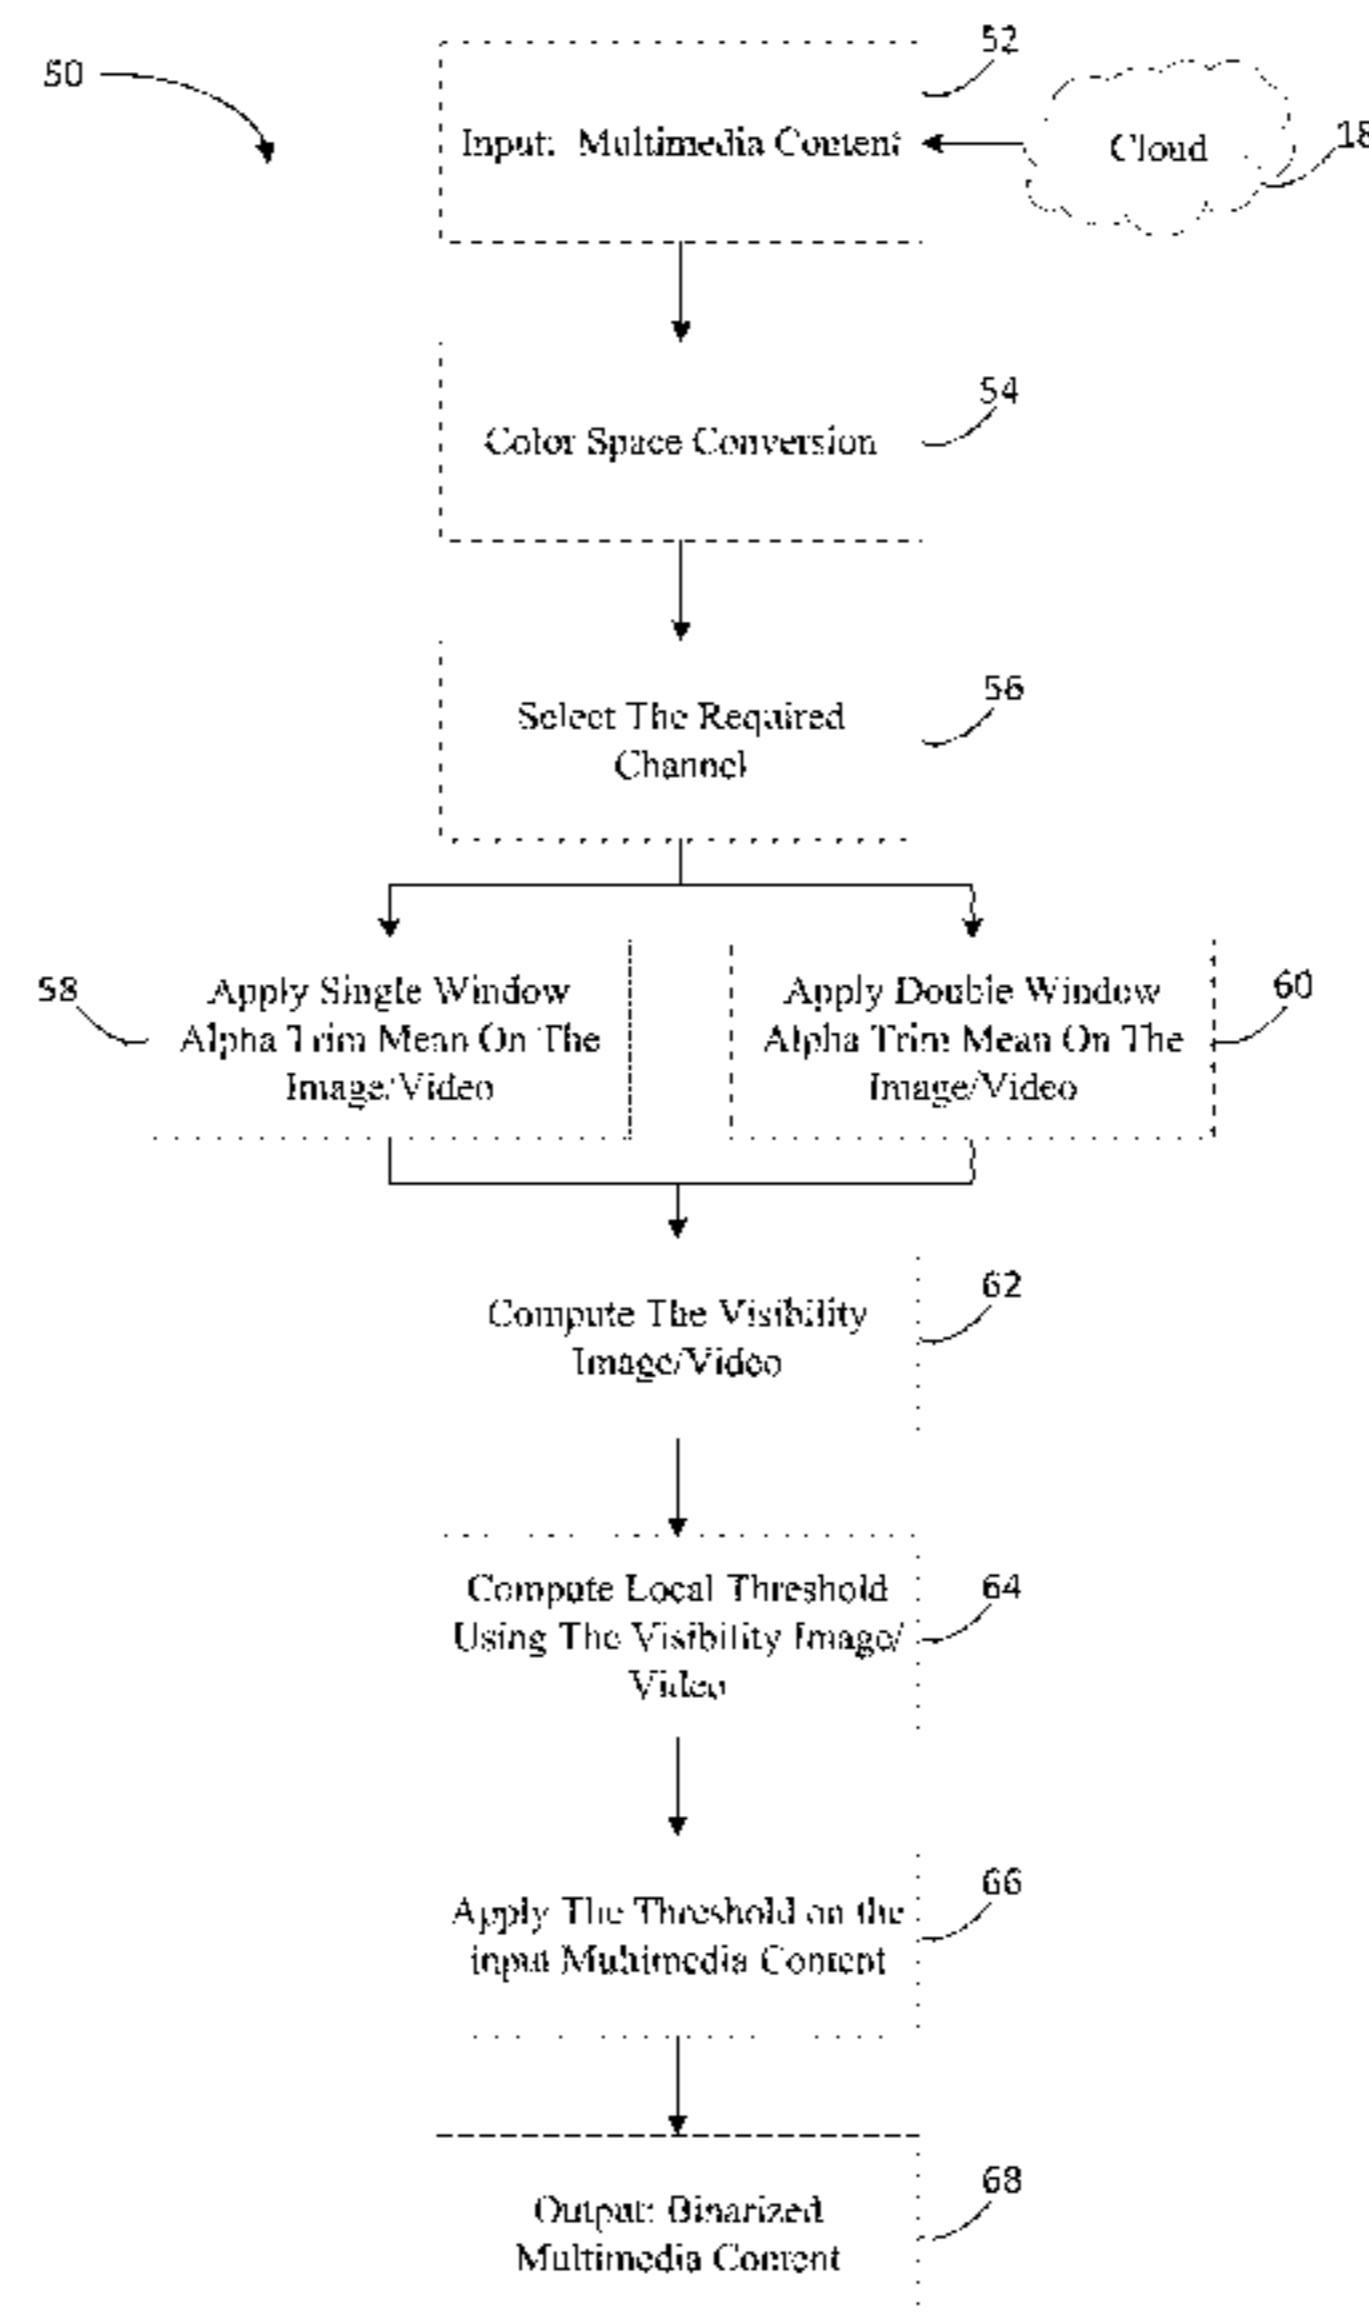 50
52
Input: Multimedia Content
Cloud
18
54
Color Space Conversion
56
Select The Required
Channel
58
Apply Single Window
Alpha Trim Mean On The
Image/Video
Apply Double Window
Alpha Trim Mean On The
Image/Video
60
Compute The Visibility
Image/Video
62
Compute Local Threshold
Using The Visibility Image/
Video
64
Apply The Threshold on the
input Multimedia Content
66
Output: Binarized
Multimedia Content
68